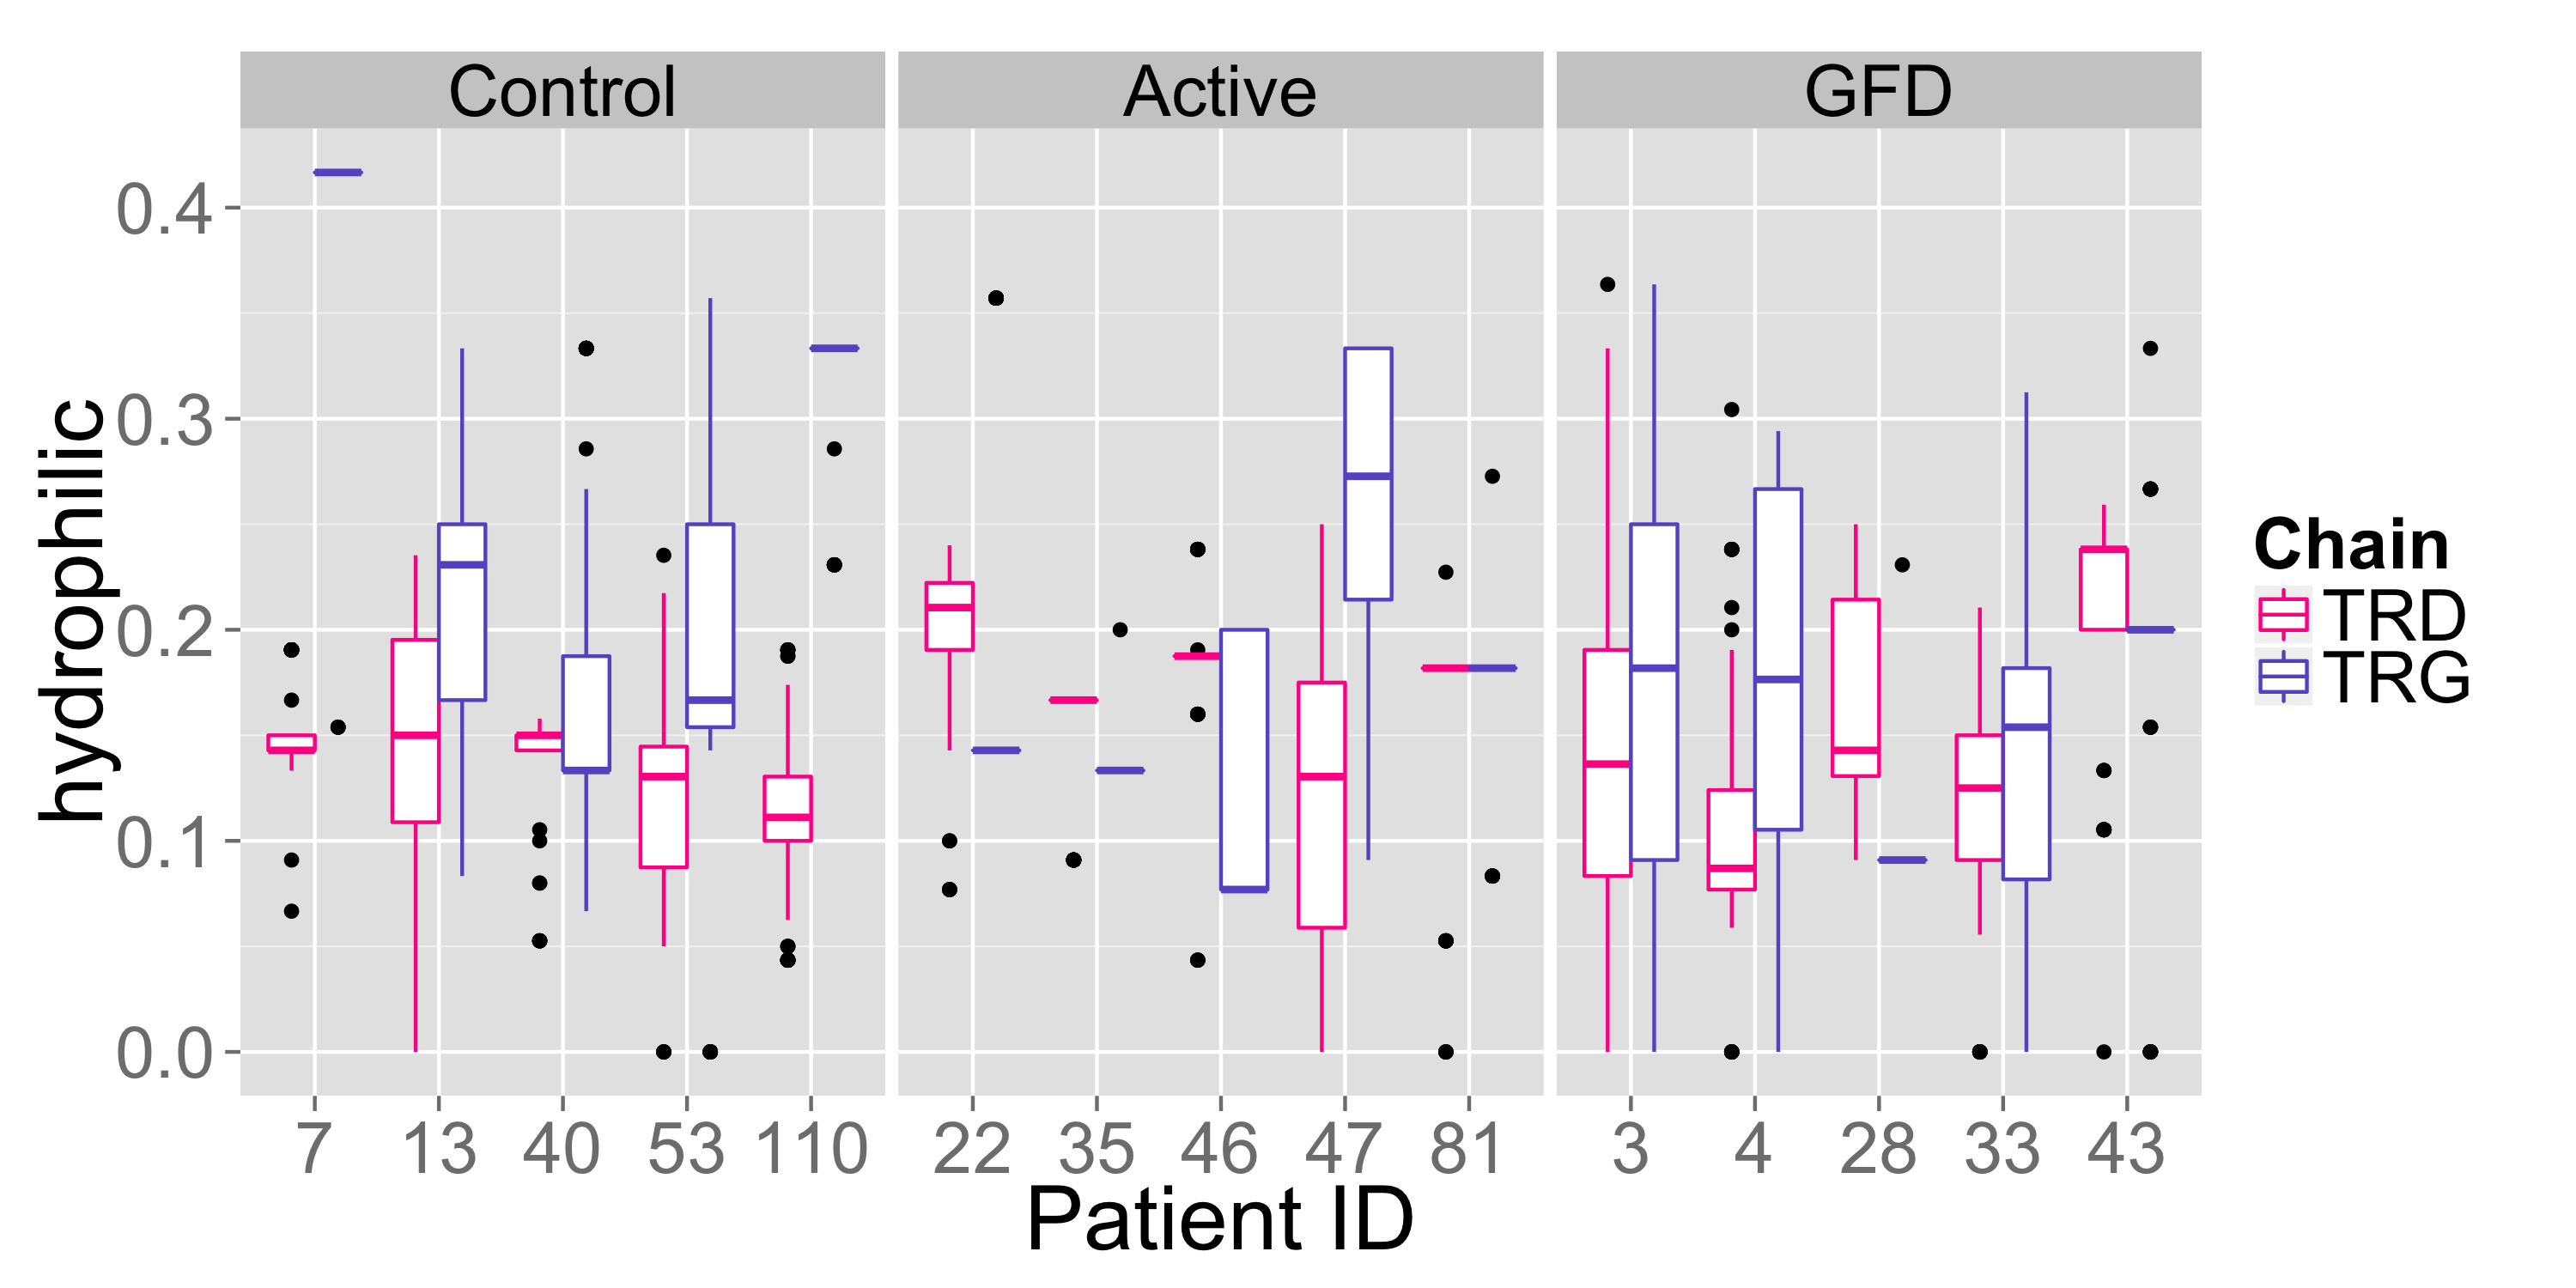 Control Active GFD
hydrophilic
0.4
0.3
0.2
0.1
0.0
7 13 40 53 110 22 35 46 47 81 3 4 28 33 43
Patient ID
Chain
TRD
TRG